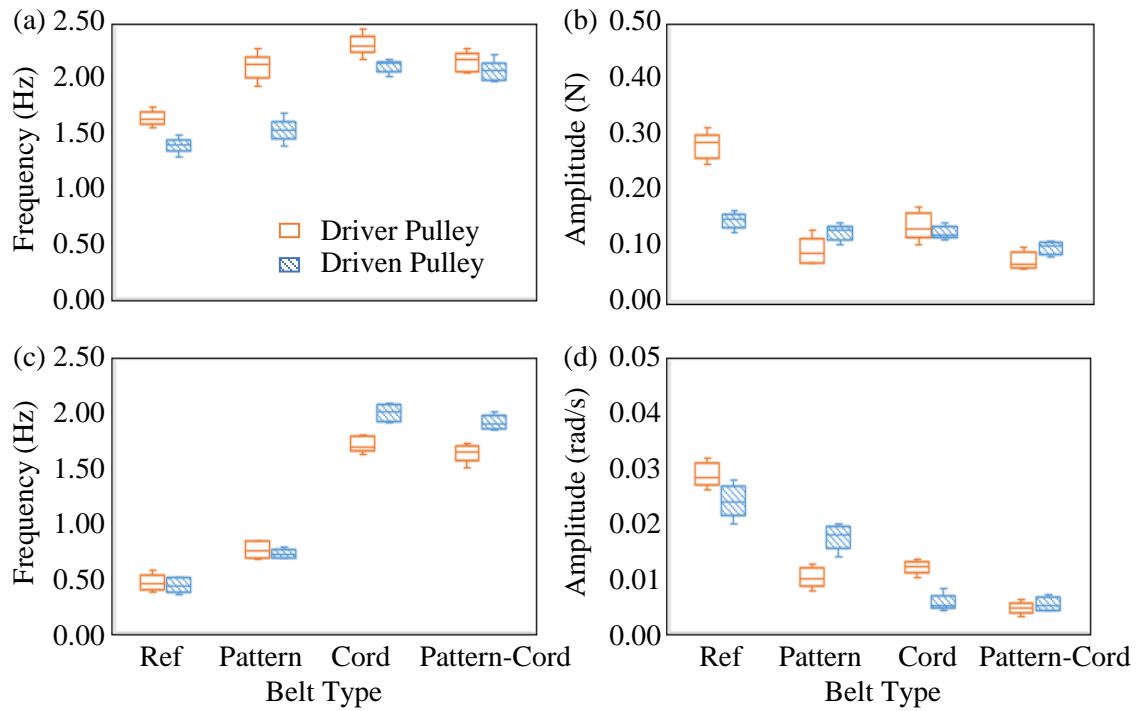 (a) 2.50
2.00
1.50
1.00
0.50
0.00
Frequency (Hz)
Driver Pulley
Driven Pulley
(b) 0.50
0.40
0.30
0.20
0.10
0.00
Amplitude (N)
(c) 2.50
2.00
1.50
1.00
0.50
0.00
Frequency (Hz)
Ref Pattern Cord Pattern-Cord
Belt Type
(d) 0.05
0.04
0.03
0.02
0.01
0.00
Amplitude (rad/s)
Ref Pattern Cord Pattern-Cord
Belt Type